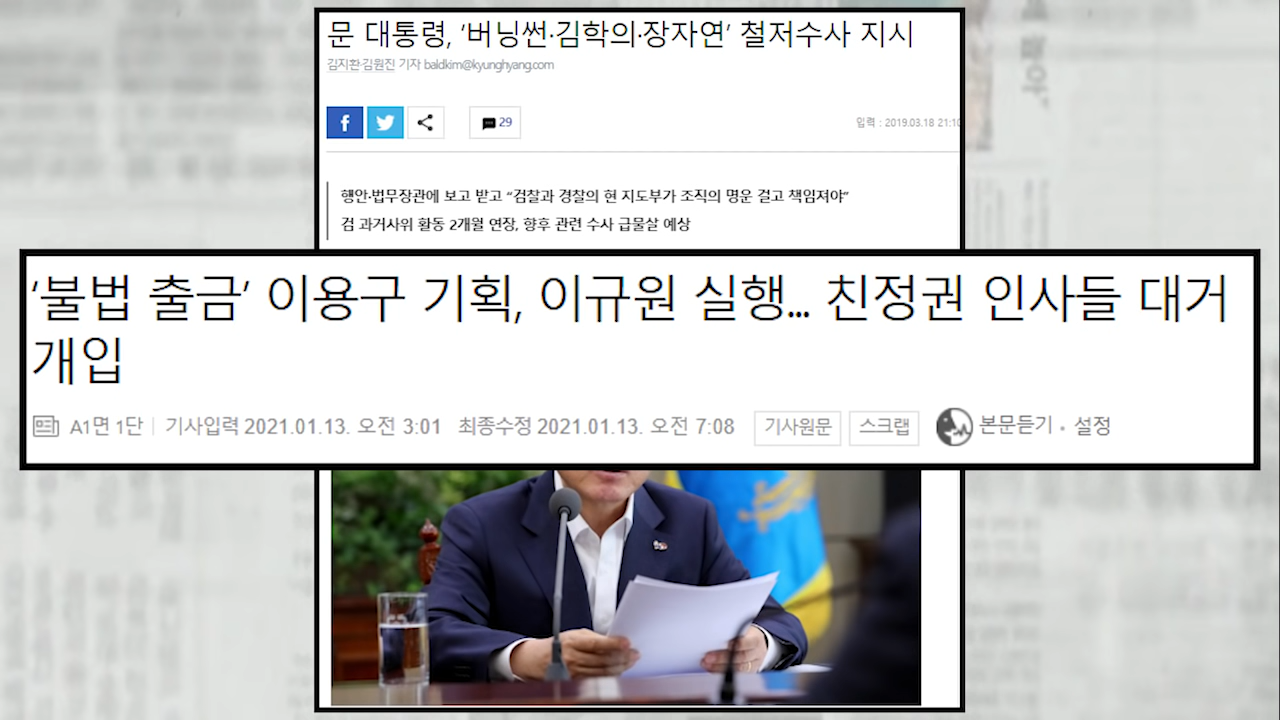 문 대통령, '버닝썬·김학의·장자연' 철저수사 지시
김지환·김원진 기자 baldkim@kyunghyang.com
29
입력 : 2019.03.18 21:10
행안·법무장관에 보고 받고 “검찰과 경찰의 현 지도부가 조직의 명운 걸고 책임져야”
검 과거사위 활동 2개월 연장, 향후 관련 수사 급물살 예상
‘불법 출금’ 이용구 기획, 이규원 실행... 친정권 인사들 대거
개입
A1면 1단 기사입력 2021.01.13. 오전 3:01 최종수정 2021.01.13. 오전 7:08 기사원문 스크랩 본문듣기 · 설정